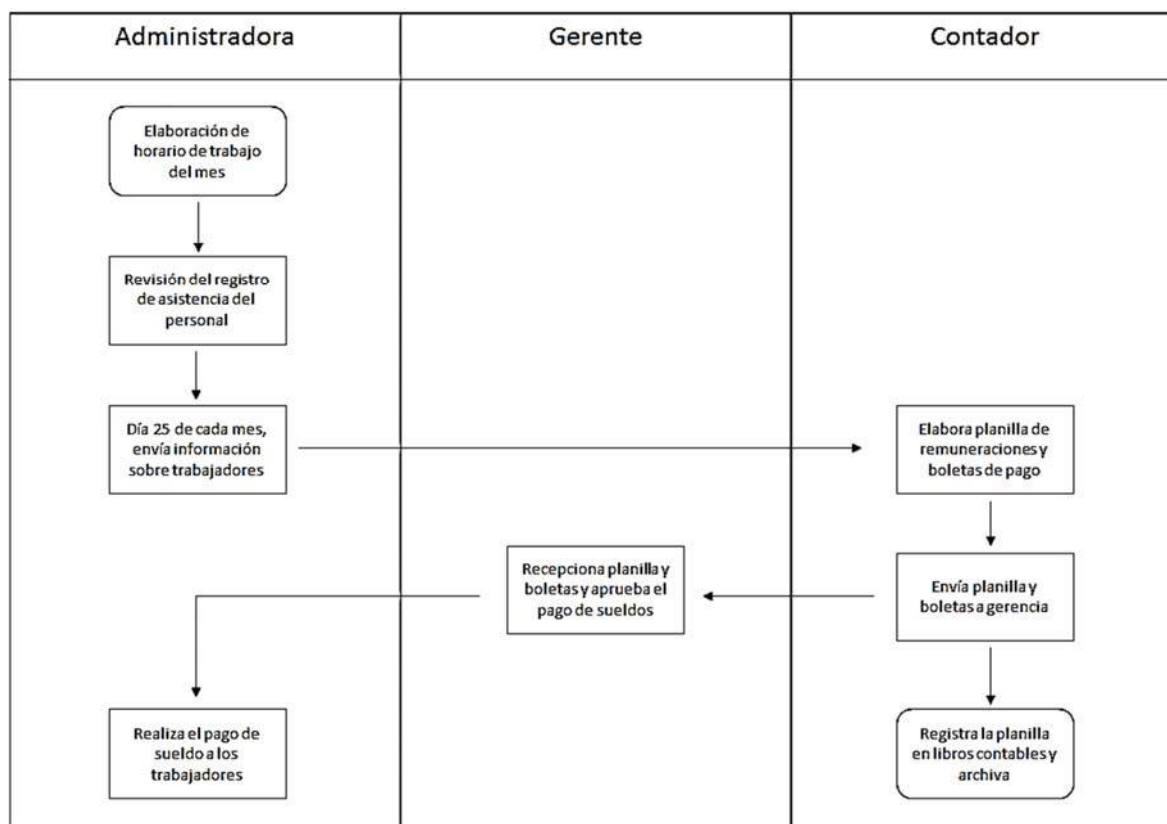 Administradora
Gerente
Contador
Elaboración de
horario de trabajo
del mes
Revisión del registro
de asistencia del
personal
Día 25 de cada mes,
envía información
sobre trabajadores
Elabora planilla de
remuneraciones y
boletas de pago
Recepciona planilla y
boletas y aprueba el
pago de sueldos
Envía planilla y
boletas a gerencia
Realiza el pago de
sueldo a los
trabajadores
Registra la planilla
en libros contables y
archiva